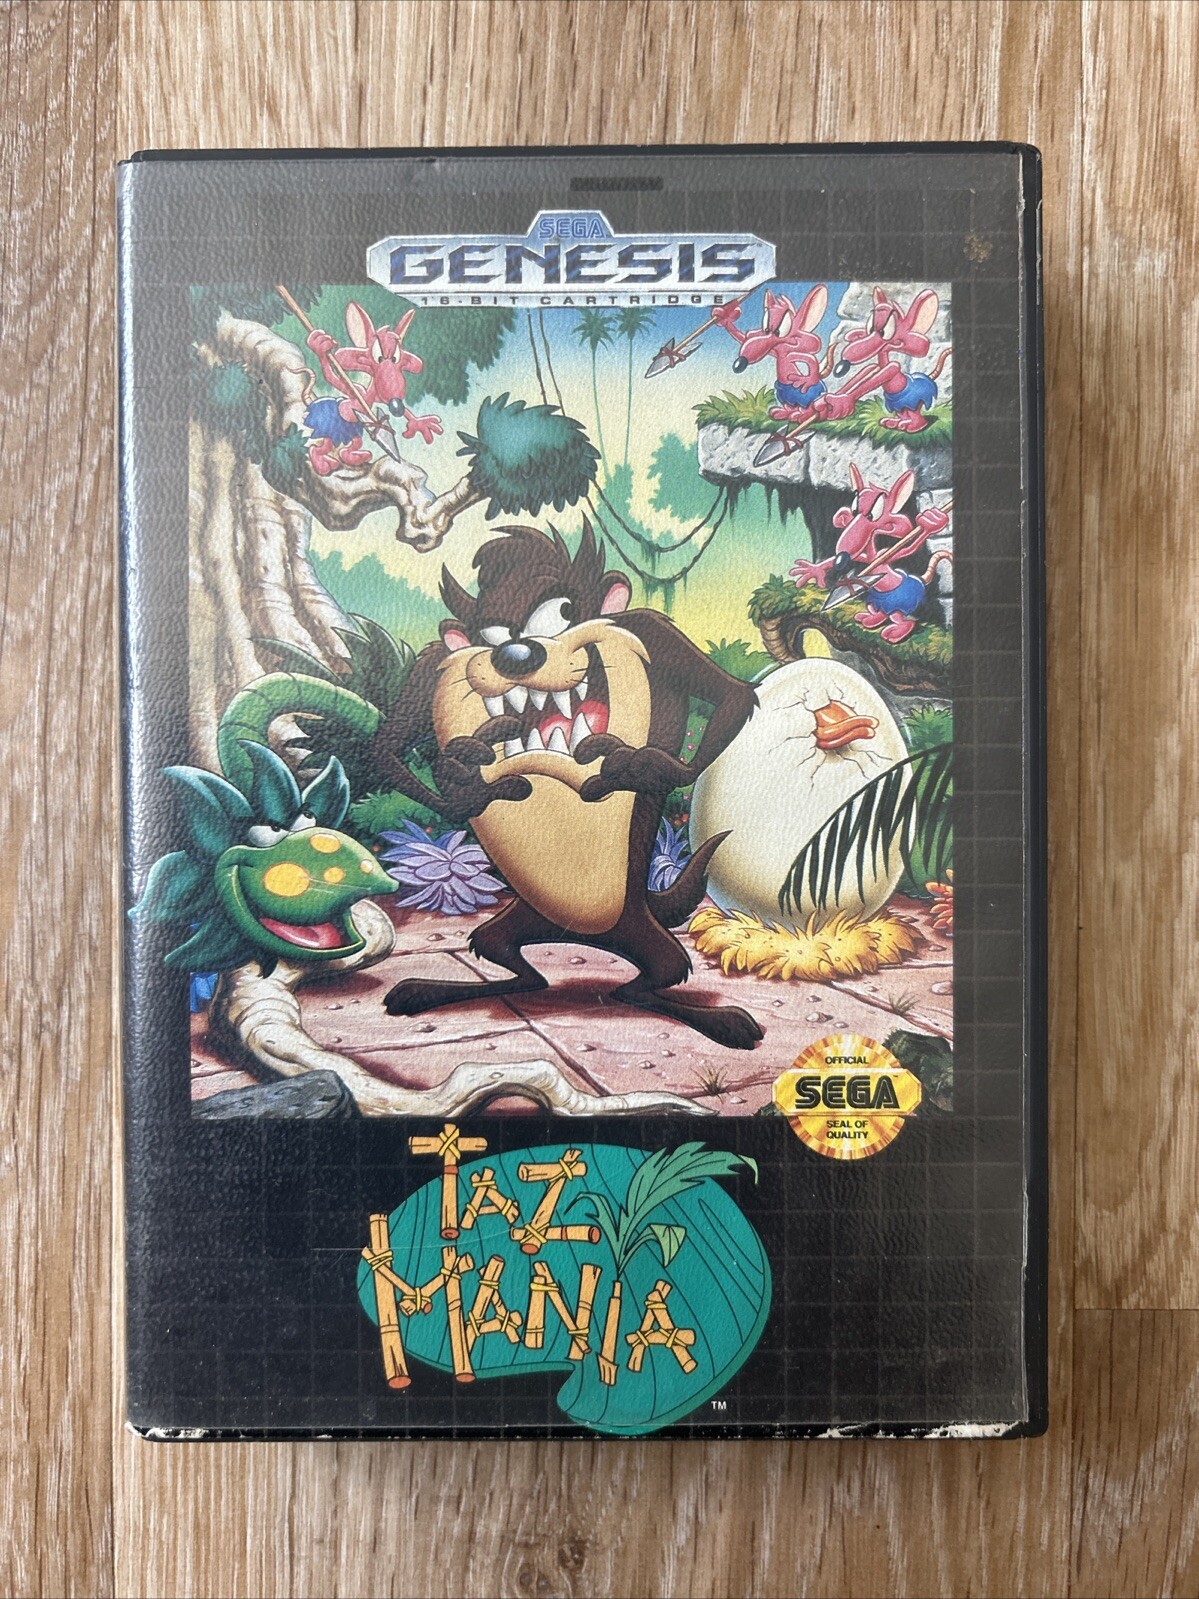 SEGA
GENESIS
16-BIT CARTRIDGE
OFFICIAL
SEGA
SEAL OF
QUALITY
TAZ
MANIA
TM